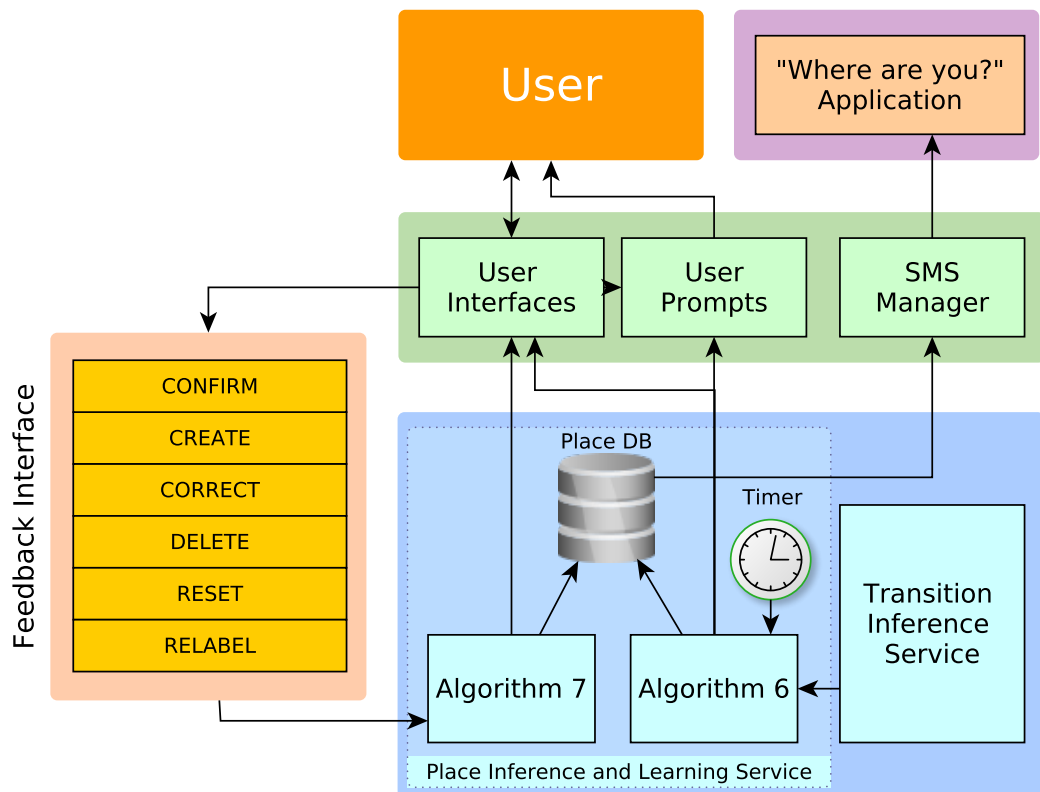 User
"Where are you?"
Application
User
Interfaces
User
Prompts
SMS
Manager
Feedback Interface
CONFIRM
CREATE
CORRECT
DELETE
RESET
RELABEL
Place DB
Timer
Transition
Inference
Service
Algorithm 7
Algorithm 6
Place Inference and Learning Service